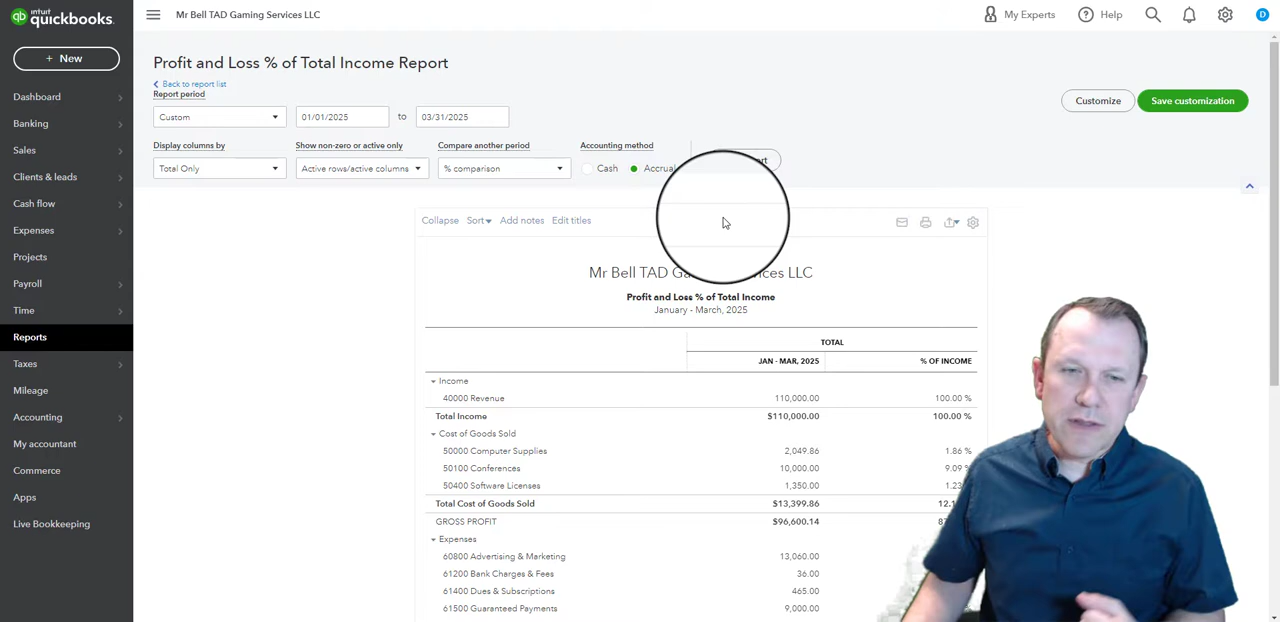 intuit
quickbooks.
Mr Bell TAD Gaming Services LLC
My Experts
Help
D
+ New
Dashboard
Banking
Sales
Clients & leads
Cash flow
Expenses
Projects
Payroll
Time
Reports
Taxes
Mileage
Accounting
My accountant
Commerce
Apps
Live Bookkeeping
Profit and Loss % of Total Income Report
Back to report list
Report period
Custom 01/01/2025 to 03/31/2025
Customize
Save customization
Display columns by
Show non-zero or active only
Compare another period
Accounting method
Total Only
Active rows/active columns
% comparison
Cash
Accrual
Collapse Sort Add notes Edit titles
Mr Bell TAD
LLC
Profit and Loss % of Total Income
January - March, 2025
TOTAL
JAN - MAR, 2025 % OF INCOME
Income
40000 Revenue 110,000.00 100.00 %
Total Income $110,000.00 100.00 %
Cost of Goods Sold
50000 Computer Supplies 2,049.86 1.86 %
50100 Conferences 10,000.00 9.09 %
50400 Software Licenses 1,350.00
Total Cost of Goods Sold $13,399.86
GROSS PROFIT $96,600.14
Expenses
60800 Advertising & Marketing 13,060.00
61200 Bank Charges & Fees 36.00
61400 Dues & Subscriptions 465.00
61500 Guaranteed Payments 9,000.00